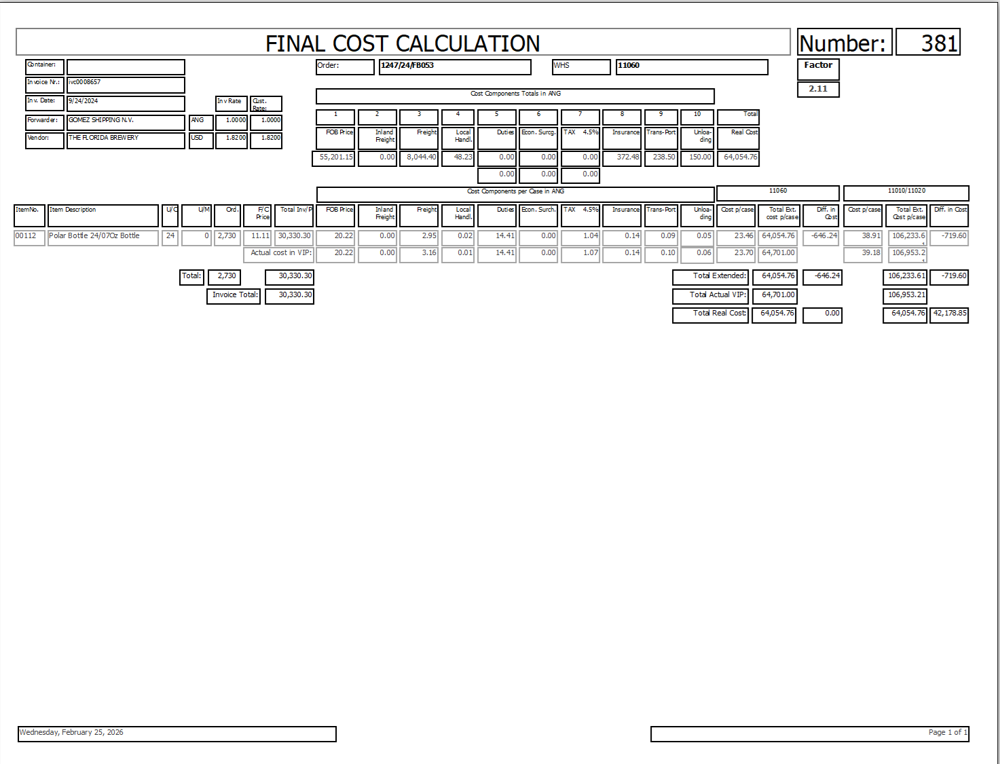 FINAL COST CALCULATION Number: 381
Container: Order: 1247/24/FB053 WHS 11060 Factor
Invoice Nr.: ivc0008657 2.11
Cost Components Totals in ANG
Inv. Date: 9/24/2024 Inv Rate Cust. Rate:
1 2 3 4 5 6 7 8 9 10 Total
Forwarder: GOMEZ SHIPPING N.V. ANG 1.0000 1.0000
FOB Price Inland Freight Freight Local Handl. Duties Econ. Surcg. TAX 4.5% Insurance Trans-Port Unloa-ding Real Cost
Vendor: THE FLORIDA BREWERY USD 1.8200 1.8200
55,201.15 0.00 8,044.40 48.23 0.00 0.00 0.00 372.48 238.50 150.00 64,054.76
0.00 0.00 0.00
Cost Components per Case in ANG 11060 11010/11020
ItemNo. Item Description U/C U/M Ord. F/C Price Total Inv/P FOB Price Inland Freight Freight Local Handl. Duties Econ. Surch. TAX 4.5% Insurance Trans-Port Unloa-ding Cost p/case Total Ext. cost p/case Diff. in Cost Cost p/case Total Ext. Cost p/case Diff. in Cost
00112 Polar Bottle 24/07Oz Bottle 24 0 2,730 11.11 30,330.30 20.22 0.00 2.95 0.02 14.41 0.00 1.04 0.14 0.09 0.05 23.46 64,054.76 -646.24 38.91 106,233.61 -719.60
Actual cost in VIP: 20.22 0.00 3.16 0.01 14.41 0.00 1.07 0.14 0.10 0.06 23.70 64,701.00 39.18 106,953.21
Total: 2,730 30,330.30 Total Extended: 64,054.76 -646.24 106,233.61 -719.60
Invoice Total: 30,330.30 Total Actual VIP: 64,701.00 106,953.21
Total Real Cost: 64,054.76 0.00 64,054.76 42,178.85
Wednesday, February 25, 2026 Page 1 of 1